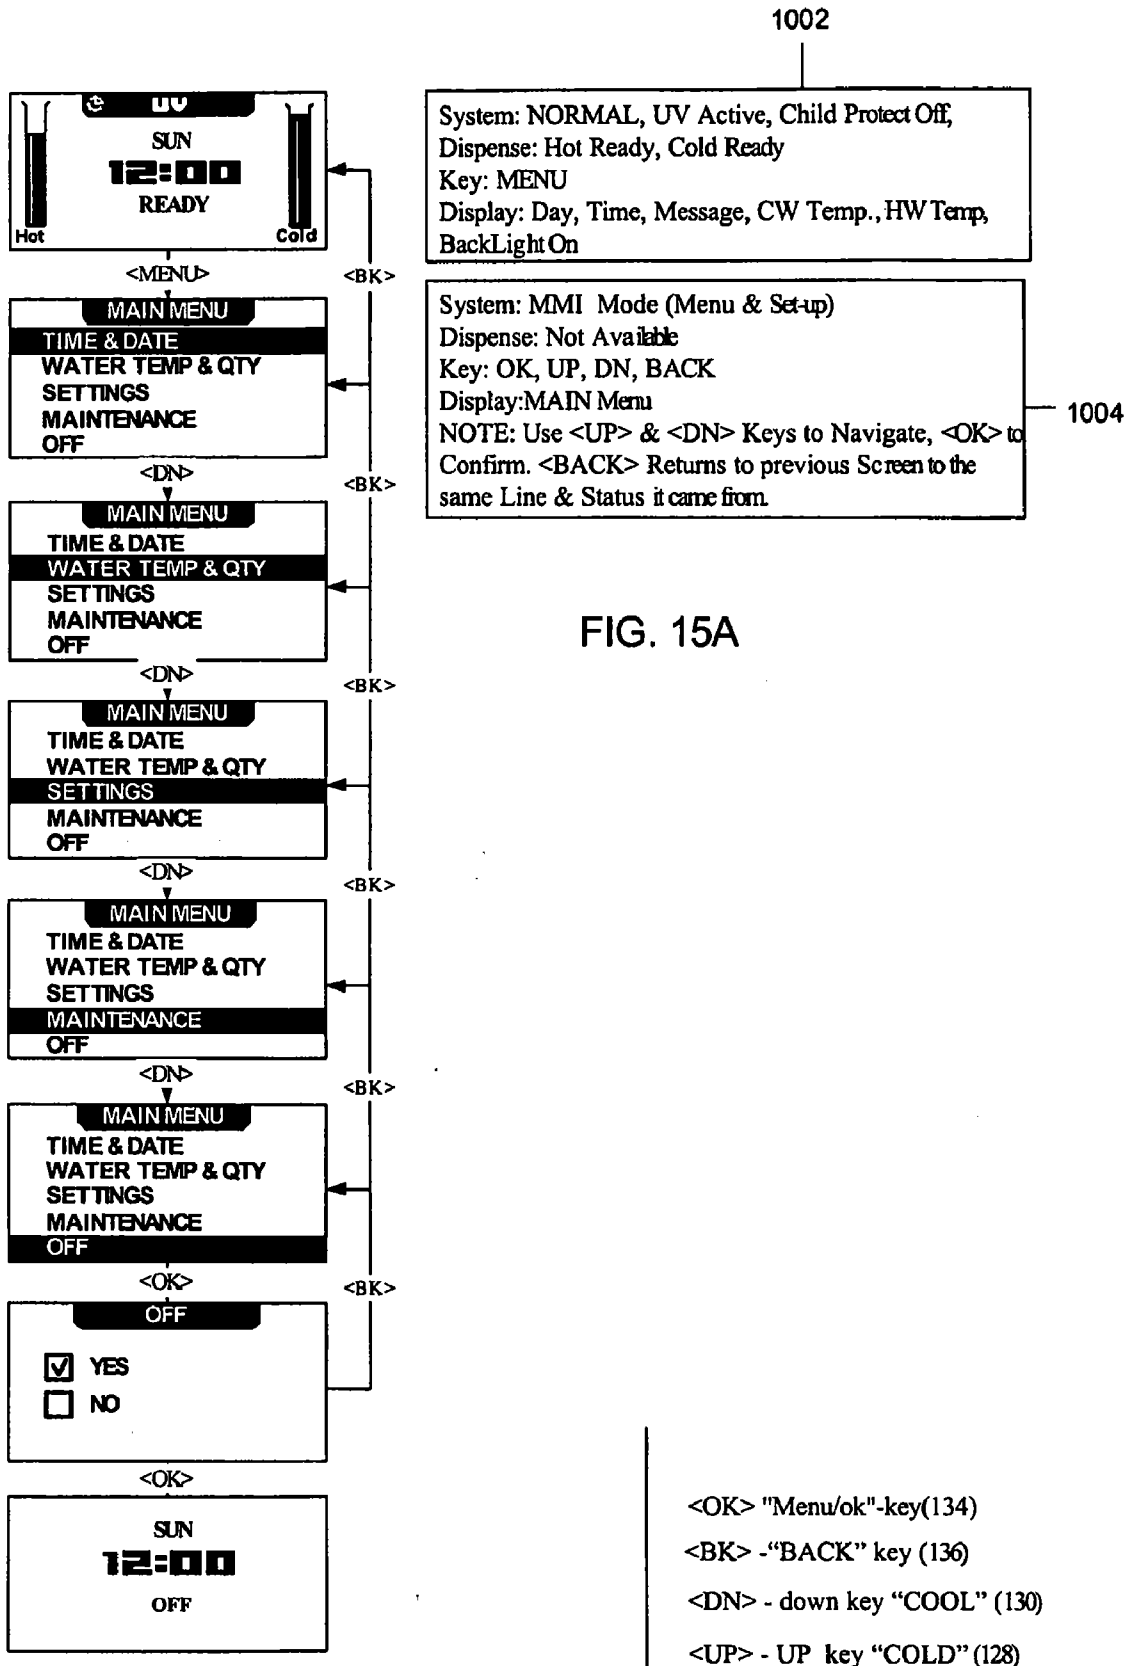 1002
UV
SUN
12:00
READY
Hot
Cold
System: NORMAL, UV Active, Child Protect Off,
Dispense: Hot Ready, Cold Ready
Key: MENU
Display: Day, Time, Message, CW Temp., HW Temp,
BackLight On
<MENU>
<BK>
MAIN MENU
TIME & DATE
WATER TEMP & QTY
SETTINGS
MAINTENANCE
OFF
System: MMI Mode (Menu & Set-up)
Dispense: Not Available
Key: OK, UP, DN, BACK
Display:MAIN Menu
NOTE: Use <UP> & <DN> Keys to Navigate, <OK> to
Confirm. <BACK> Returns to previous Screen to the
same Line & Status it came from.
1004
<DN>
<BK>
MAIN MENU
TIME & DATE
WATER TEMP & QTY
SETTINGS
MAINTENANCE
OFF
FIG. 15A
<DN>
<BK>
MAIN MENU
TIME & DATE
WATER TEMP & QTY
SETTINGS
MAINTENANCE
OFF
<DN>
<BK>
MAIN MENU
TIME & DATE
WATER TEMP & QTY
SETTINGS
MAINTENANCE
OFF
<DN>
<BK>
MAIN MENU
TIME & DATE
WATER TEMP & QTY
SETTINGS
MAINTENANCE
OFF
<OK>
<BK>
OFF
YES
NO
<OK>
SUN
12:00
OFF
<OK> "Menu/ok"-key(134)
<BK> -“BACK” key (136)
<DN> - down key “COOL” (130)
<UP> - UP key “COLD” (128)